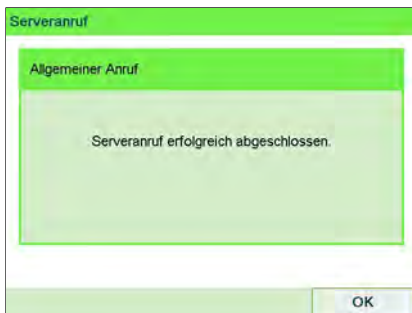 Serveranruf
Allgemeiner Anruf
Serveranruf erfolgreich abgeschlossen.
OK